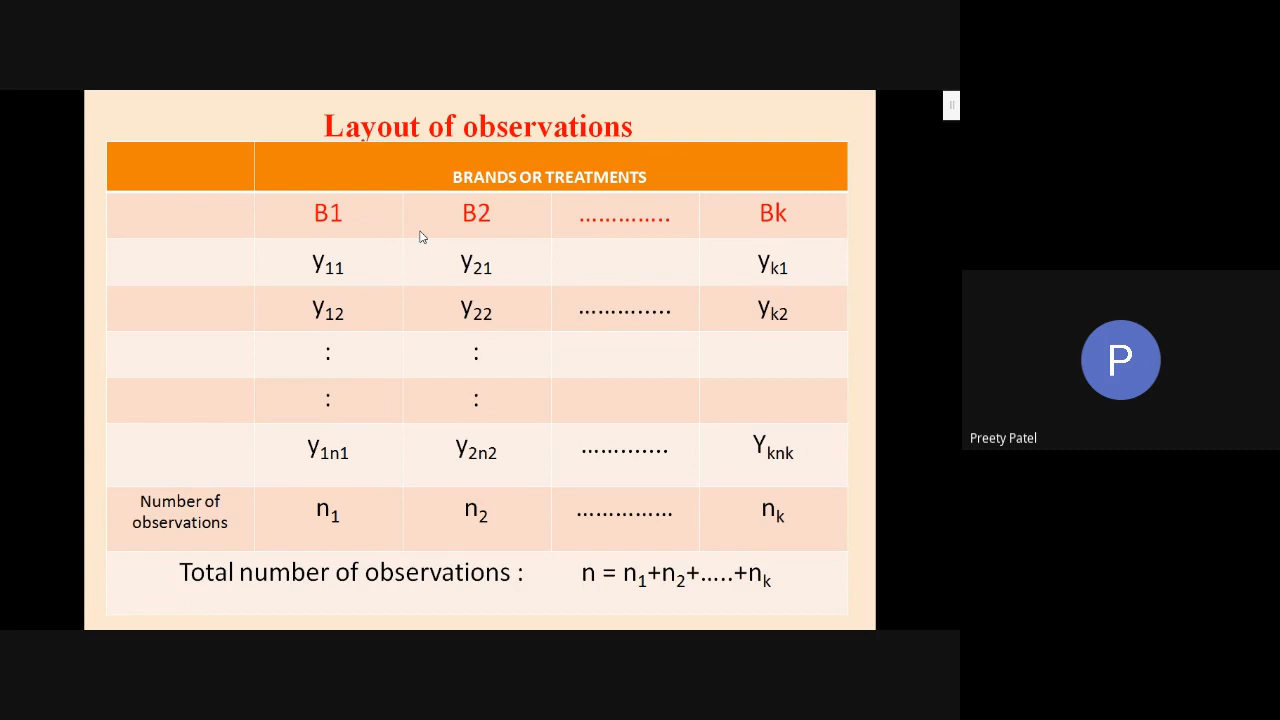 Layout of observations
BRANDS OR TREATMENTS
B1 B2 ………….. Bk
y11 y21 yk1
y12 y22 ………….. yk2
: :
: :
y1n1 y2n2 …………. Yknk
Number of
observations
n1 n2 …………… nk
Total number of observations : n = n1+n2+…..+nk
P
Preety Patel